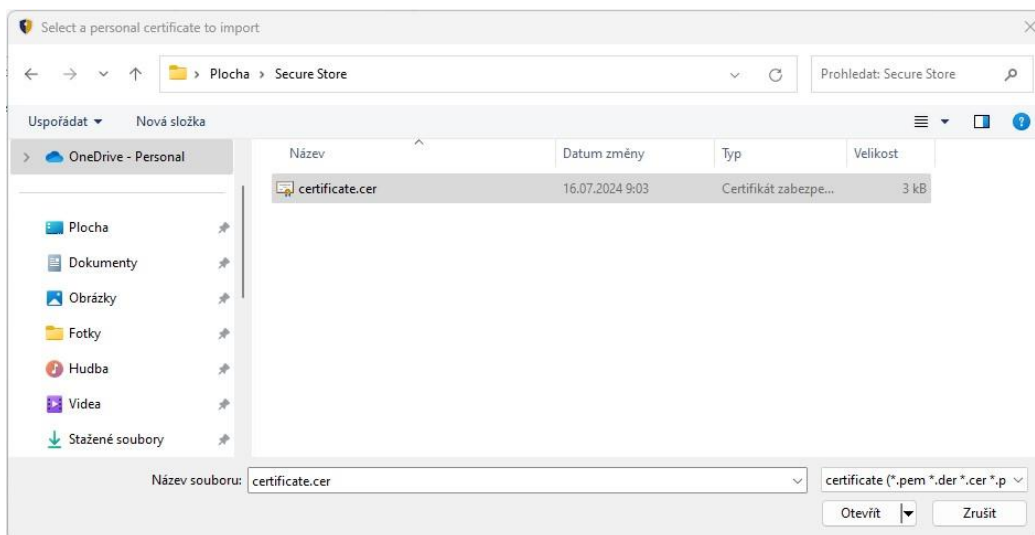 Select a personal certificate to import
Plocha > Secure Store
Prohledat: Secure Store
Uspořádat
Nová složka
OneDrive - Personal
Název
Datum změny
Typ
Velikost
certificate.cer
16.07.2024 9:03
Certifikát zabezpe...
3 kB
Plocha
Dokumenty
Obrázky
Fotky
Hudba
Videa
Stažené soubory
Název souboru:
certificate.cer
certificate (*.pem *.der *.cer *.p
Otevřít
Zrušit